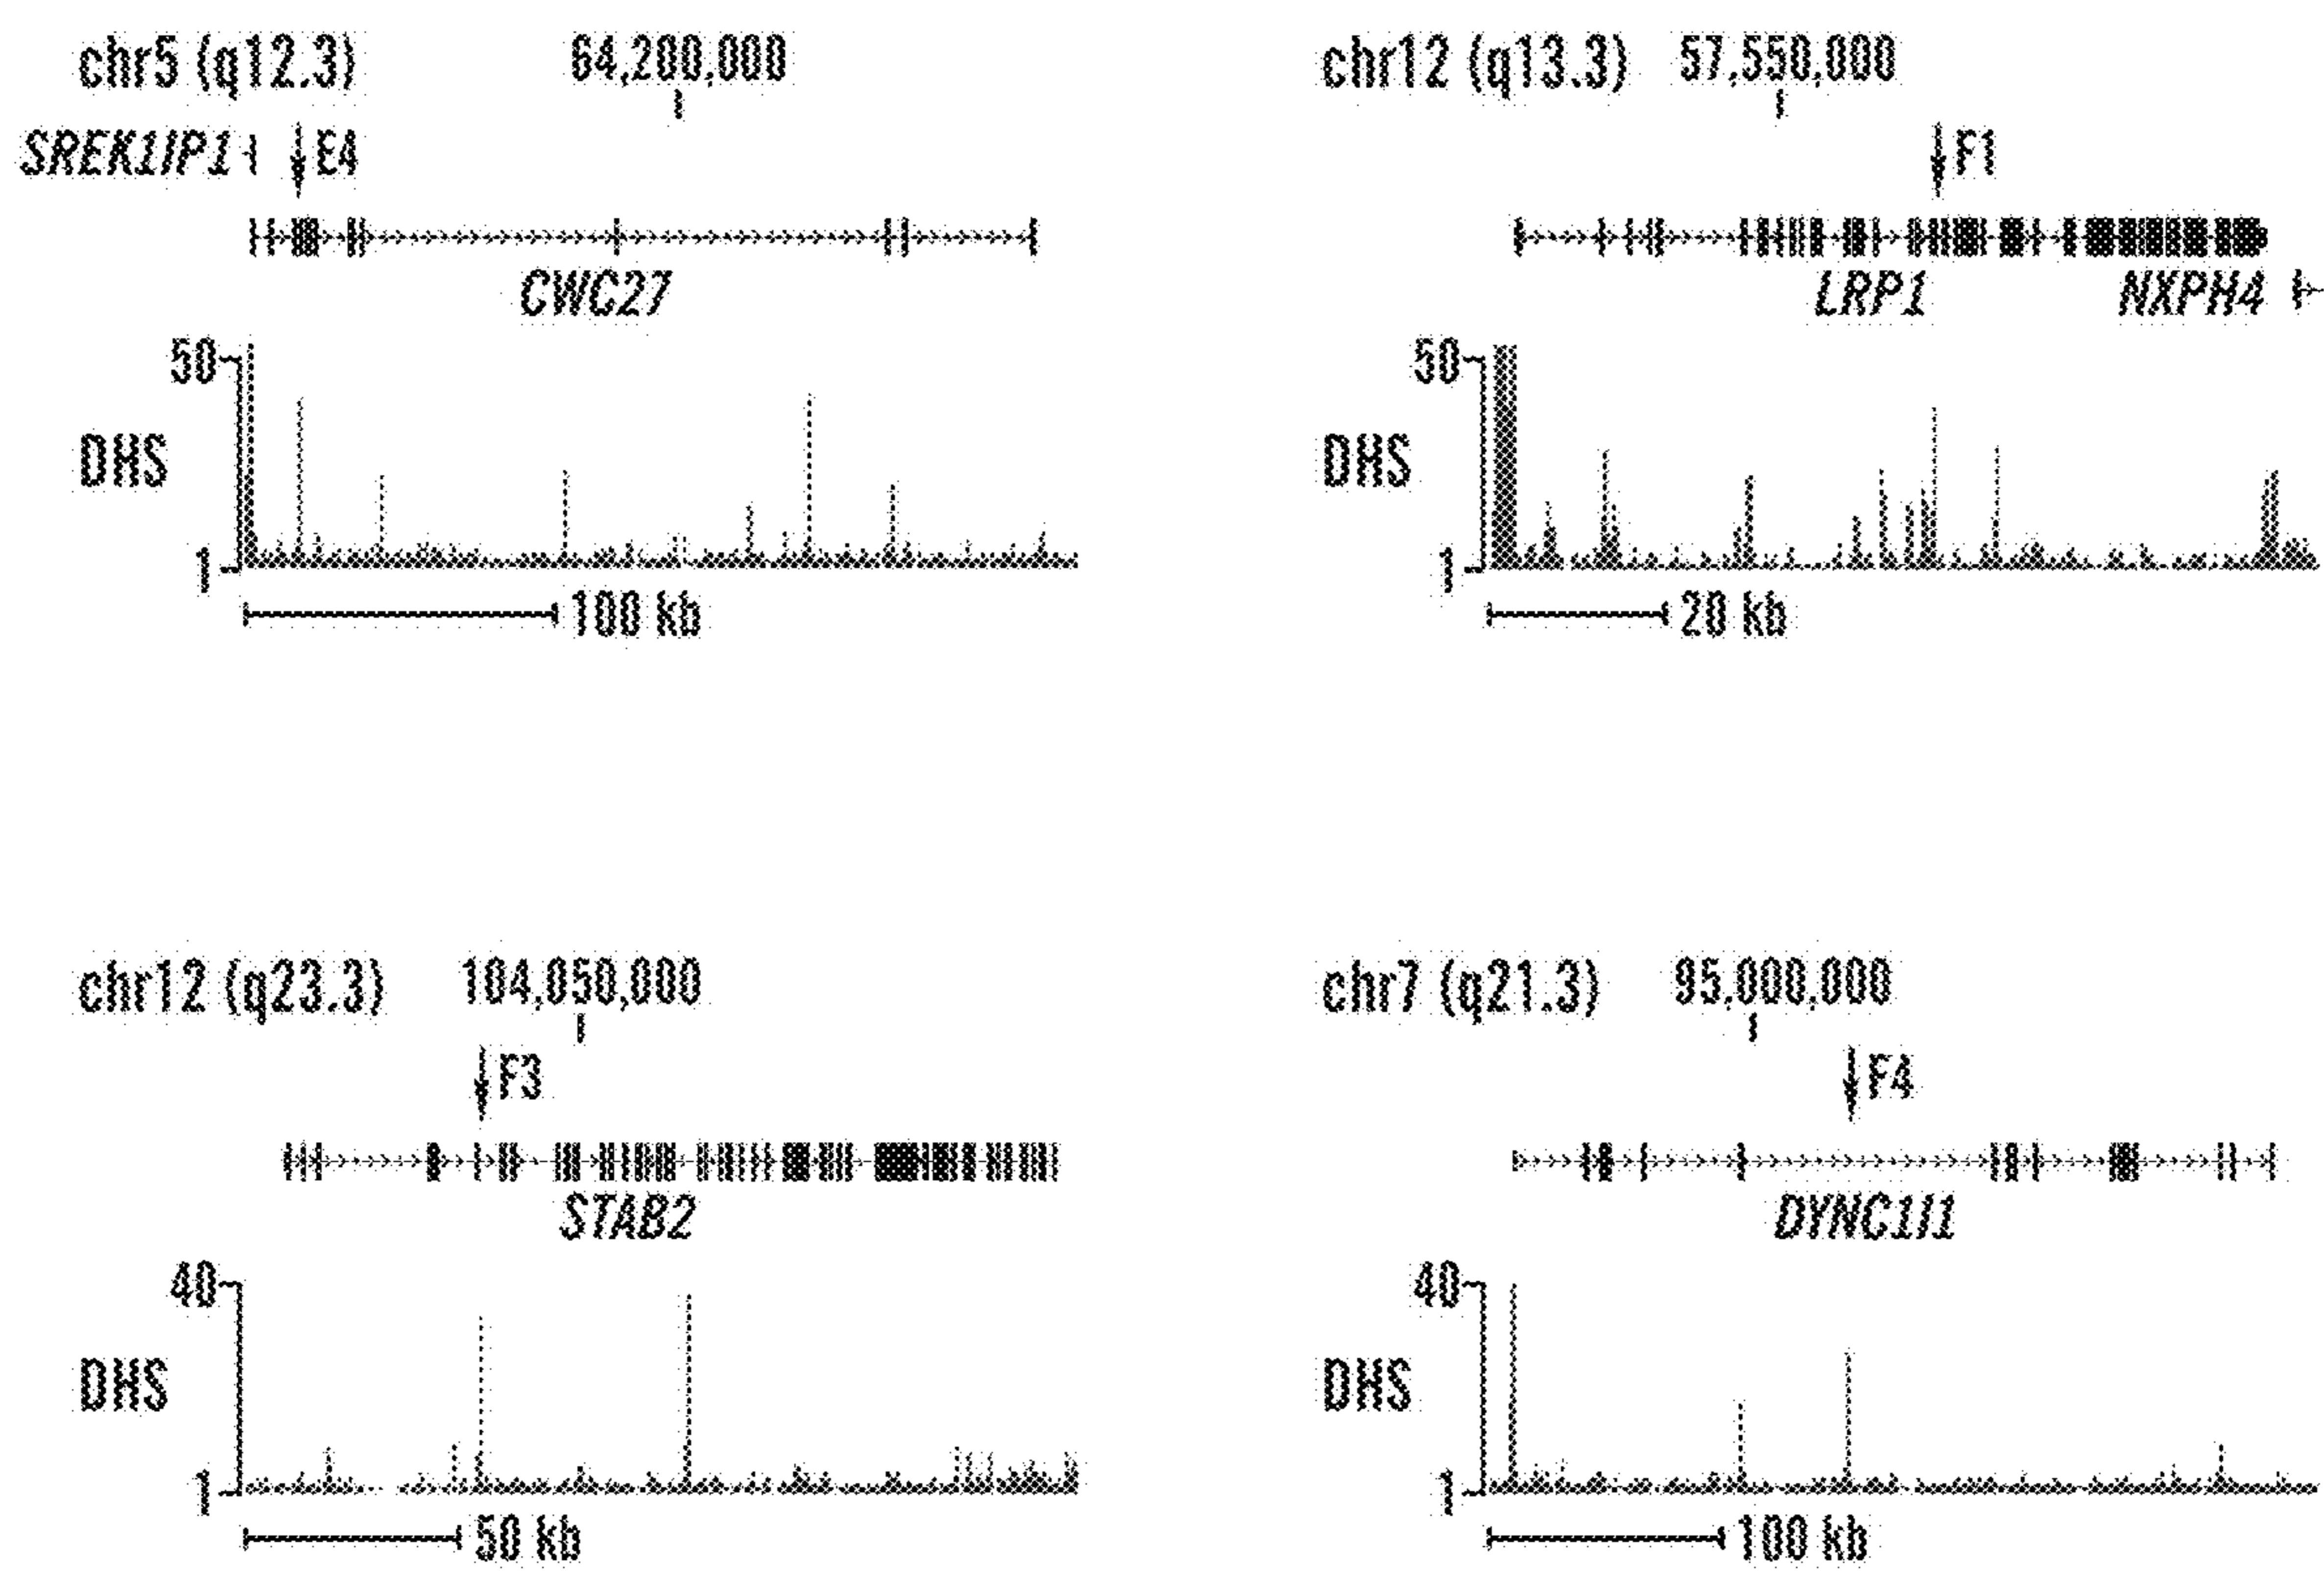 chr5 (q12.3) 64,200,000
SREK1IP1 E4
CWC27
50
DHS
1
100 kb
chr12 (q13.3) 57,550,000
F1
LRP1 NXPH4
50
DHS
1
20 kb
chr12 (q23.3) 104,050,000
F3
STAB2
40
DHS
1
50 kb
chr7 (q21.3) 95,000,000
F4
DYNC1I1
40
DHS
1
100 kb